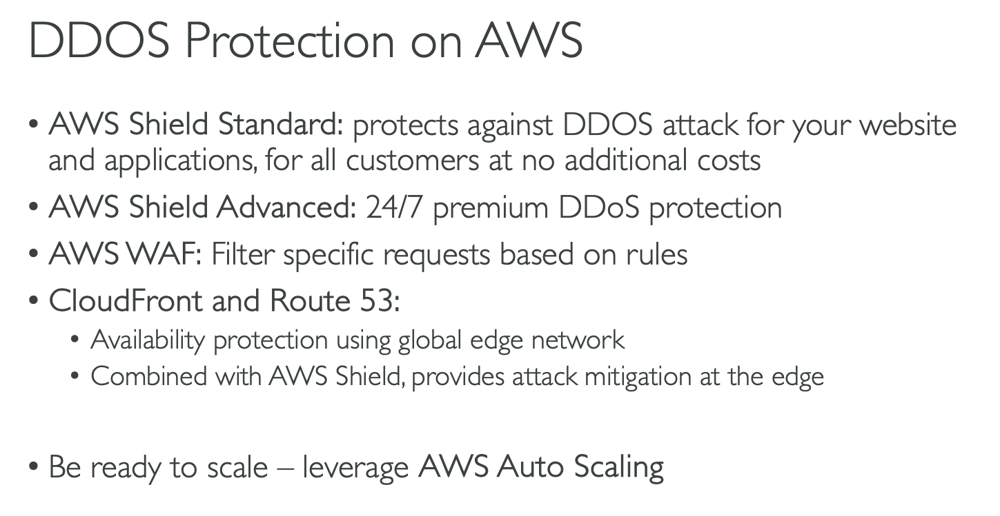 DDOS Protection on AWS
• AWS Shield Standard: protects against DDOS attack for your website
and applications, for all customers at no additional costs
• AWS Shield Advanced: 24/7 premium DDoS protection
• AWS WAF: Filter specific requests based on rules
• CloudFront and Route 53:
• Availability protection using global edge network
• Combined with AWS Shield, provides attack mitigation at the edge
• Be ready to scale – leverage AWS Auto Scaling